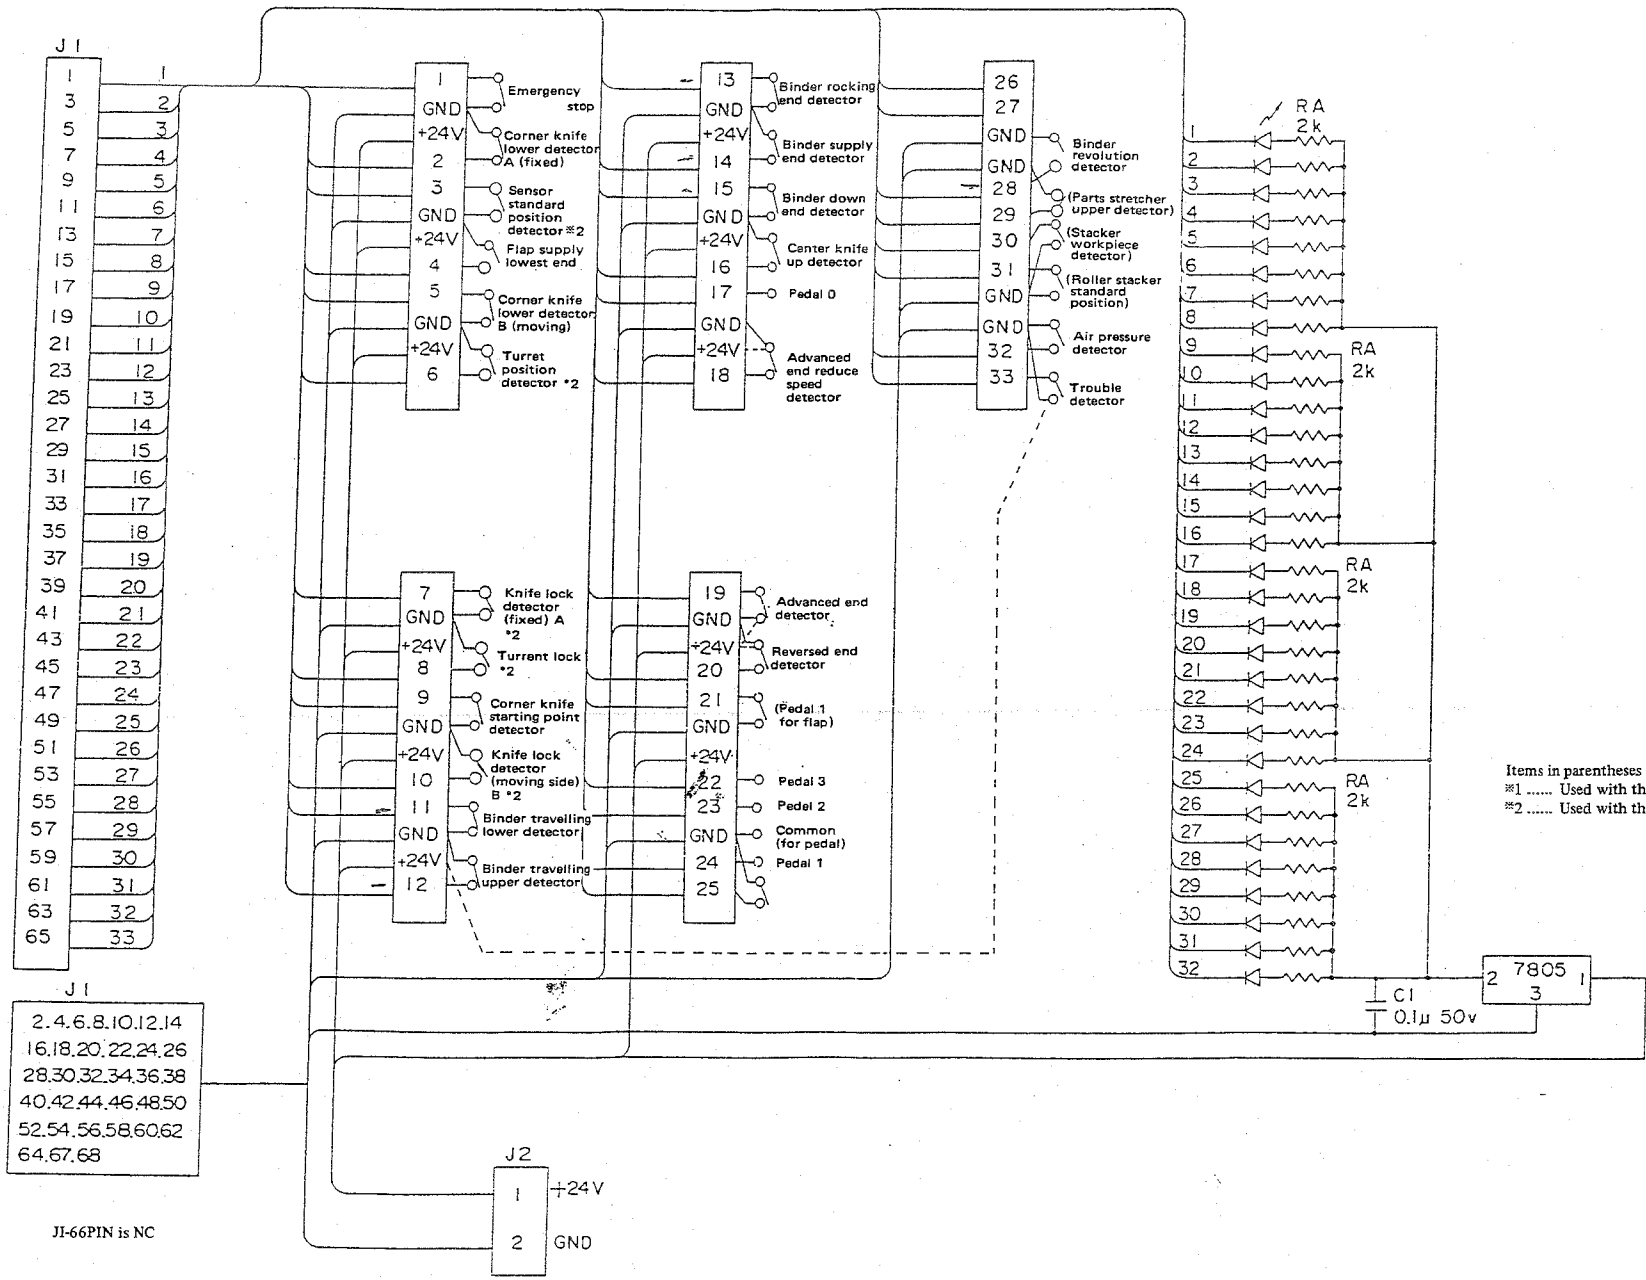 J1
1
3
5
7
9
11
13
15
17
19
21
23
25
27
29
31
33
35
37
39
41
43
45
47
49
51
53
55
57
59
61
63
65
1
2
3
4
5
6
7
8
9
10
11
12
13
14
15
16
17
18
19
20
21
22
23
24
25
26
27
28
29
30
31
32
33
J1
2.4.6.8.10.12.14
16.18.20.22.24.26
28.30.32.34.36.38
40.42.44.46.48.50
52.54.56.58.60.62
64.67.68
JI-66PIN is NC
1
GND
+24V
2
3
GND
+24V
4
5
GND
+24V
6
Emergency
stop
Corner knife
lower detector
A (fixed)
Sensor
standard
position
detector ※2
Flap supply
lowest end
Corner knife
lower detector
B (moving)
Turret
position
detector *2
7
GND
+24V
8
9
GND
+24V
10
11
GND
+24V
12
Knife lock
detector
(fixed) A
*2
Turrent lock
*2
Corner knife
starting point
detector
Knife lock
detector
(moving side)
B *2
Binder travelling
lower detector
Binder travelling
upper detector
13
GND
+24V
14
15
GND
+24V
16
17
GND
+24V
18
Binder rocking
end detector
Binder supply
end detector
Binder down
end detector
Canter knife
up detector
Pedal 0
Advanced
end reduce
speed
detector
19
GND
+24V
20
21
GND
+24V
22
23
GND
24
25
Advanced end
detector
Reversed end
detector
(Pedal 1
for flap)
Pedal 3
Pedel 2
Common
(for pedal)
Pedal 1
26
27
GND
GND
28
29
30
31
GND
GND
32
33
Binder
revolution
detector
(Parts stretcher
upper detector)
(Stacker
workpiece
detector)
(Roller stacker
standard
position)
Air pressure
detector
Trouble
detector
1
2
3
4
5
6
7
8
9
10
11
12
13
14
15
16
17
18
19
20
21
22
23
24
25
26
27
28
29
30
31
32
RA
2k
RA
2k
RA
2k
RA
2k
Items in parentheses
※1 ...... Used with th
※2 ...... Used with th
2 7805 1
3
C1
0.1μ 50v
J2
1 +24V
2 GND